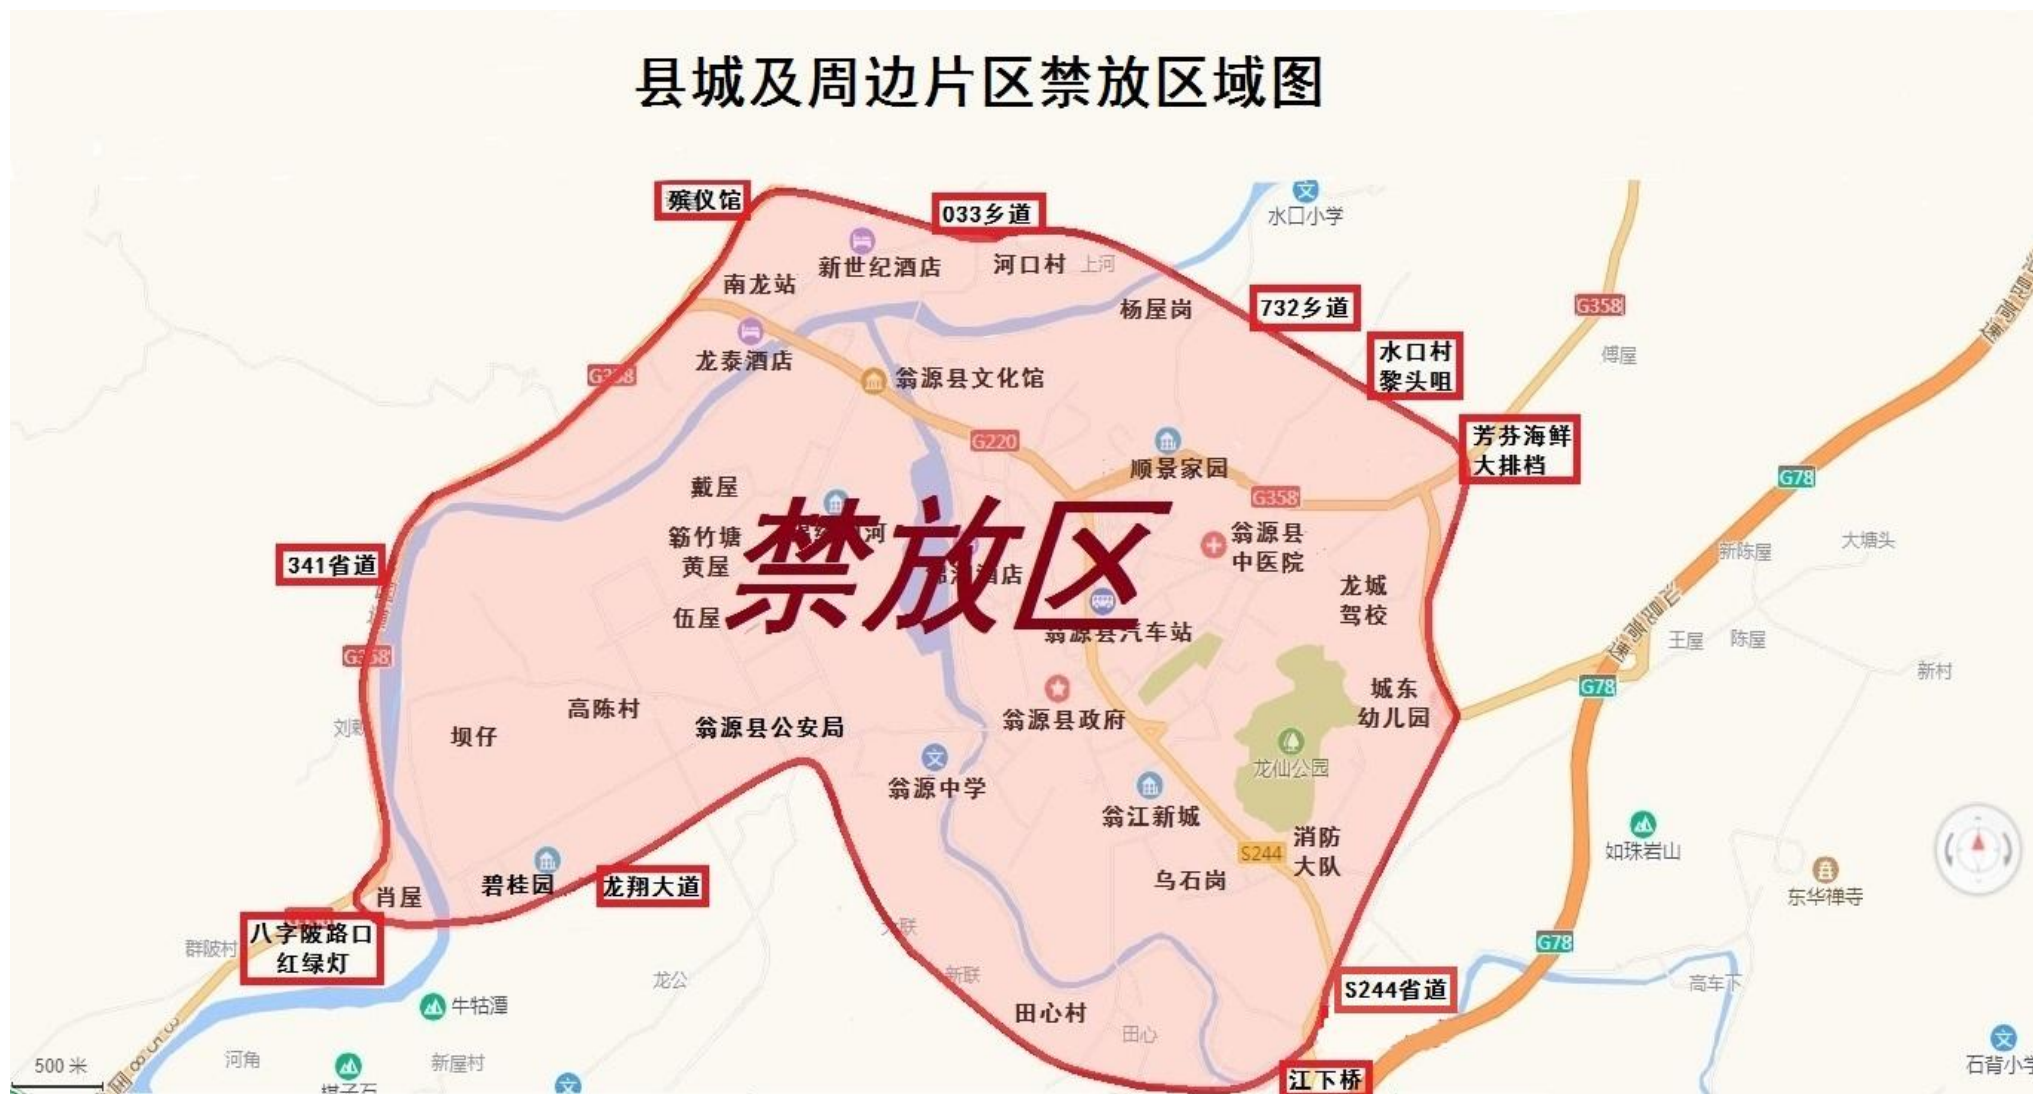 县城及周边片区禁放区域图
殡仪馆
033乡道
水口小学
新世纪酒店
河口村
上河
南龙站
杨屋岗
732乡道
G358
傅屋
龙泰酒店
翁源县文化馆
水口村
黎头咀
G358
G220
顺景家园
芳芬海鲜
大排档
G78
戴屋
G358
禁放区
簕竹塘
黄屋
翁源县
中医院
大塘头
新陈屋
341省道
酒店
龙城
驾校
伍屋
翁源县汽车站
王屋
陈屋
G358
新村
G78
高陈村
翁源县政府
城东
幼儿园
坝仔
翁源县公安局
龙仙公园
翁源中学
翁江新城
消防
大队
S244
如珠岩山
东华禅寺
碧桂园
龙翔大道
肖屋
乌石岗
八字陂路口
红绿灯
群陂村
G78
龙公
新联
S244省道
高车下
牛牯潭
田心村
田心
500 米
河角
新屋村
江下桥
石背小学